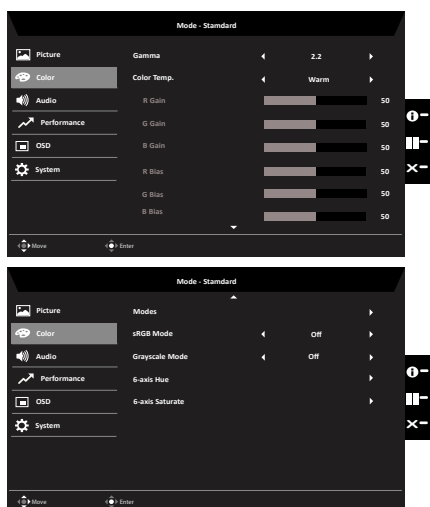 Mode - Stamdard
Picture
Gamma 2.2
Color
Color Temp. Warm
Audio
R Gain 50
Performance
G Gain 50
OSD
B Gain 50
System
R Bias 50
G Bias 50
B Bias 50
Move Enter
Mode - Stamdard
Picture
Modes
Color
sRGB Mode Off
Audio
Grayscale Mode Off
Performance
6-axis Hue
OSD
6-axis Saturate
System
Move Enter